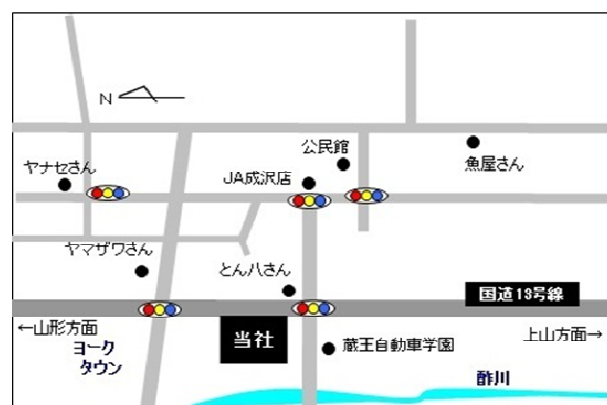 N
公民館
ヤナセさん
JA成沢店
魚屋さん
ヤマザワさん
とん八さん
国道13号線
←山形方面
ヨーク
タウン
当社
蔵王自動車学園
上山方面→
酢川